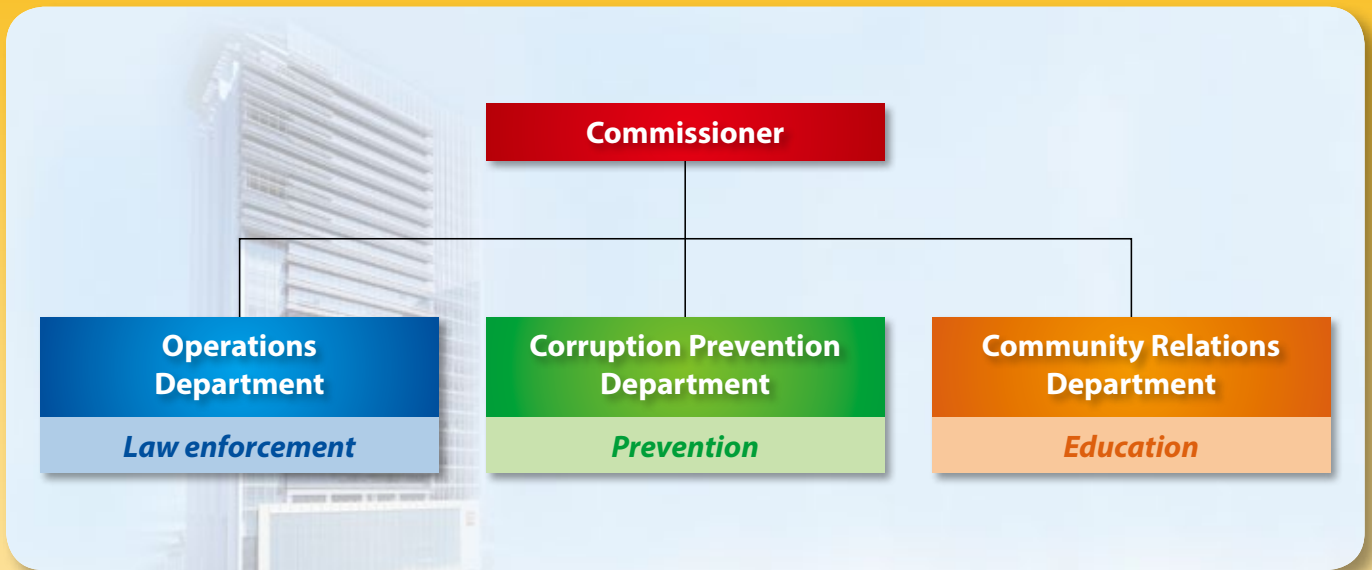 Commissioner
Operations
Department
Law enforcement
Corruption Prevention
Department
Prevention
Community Relations
Department
Education